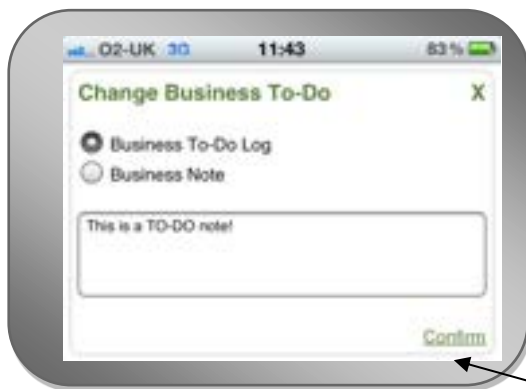 O2-UK 3G 11:43 83%
Change Business To-Do X
Business To-Do Log
Business Note
This is a TO-DO note!
Confirm